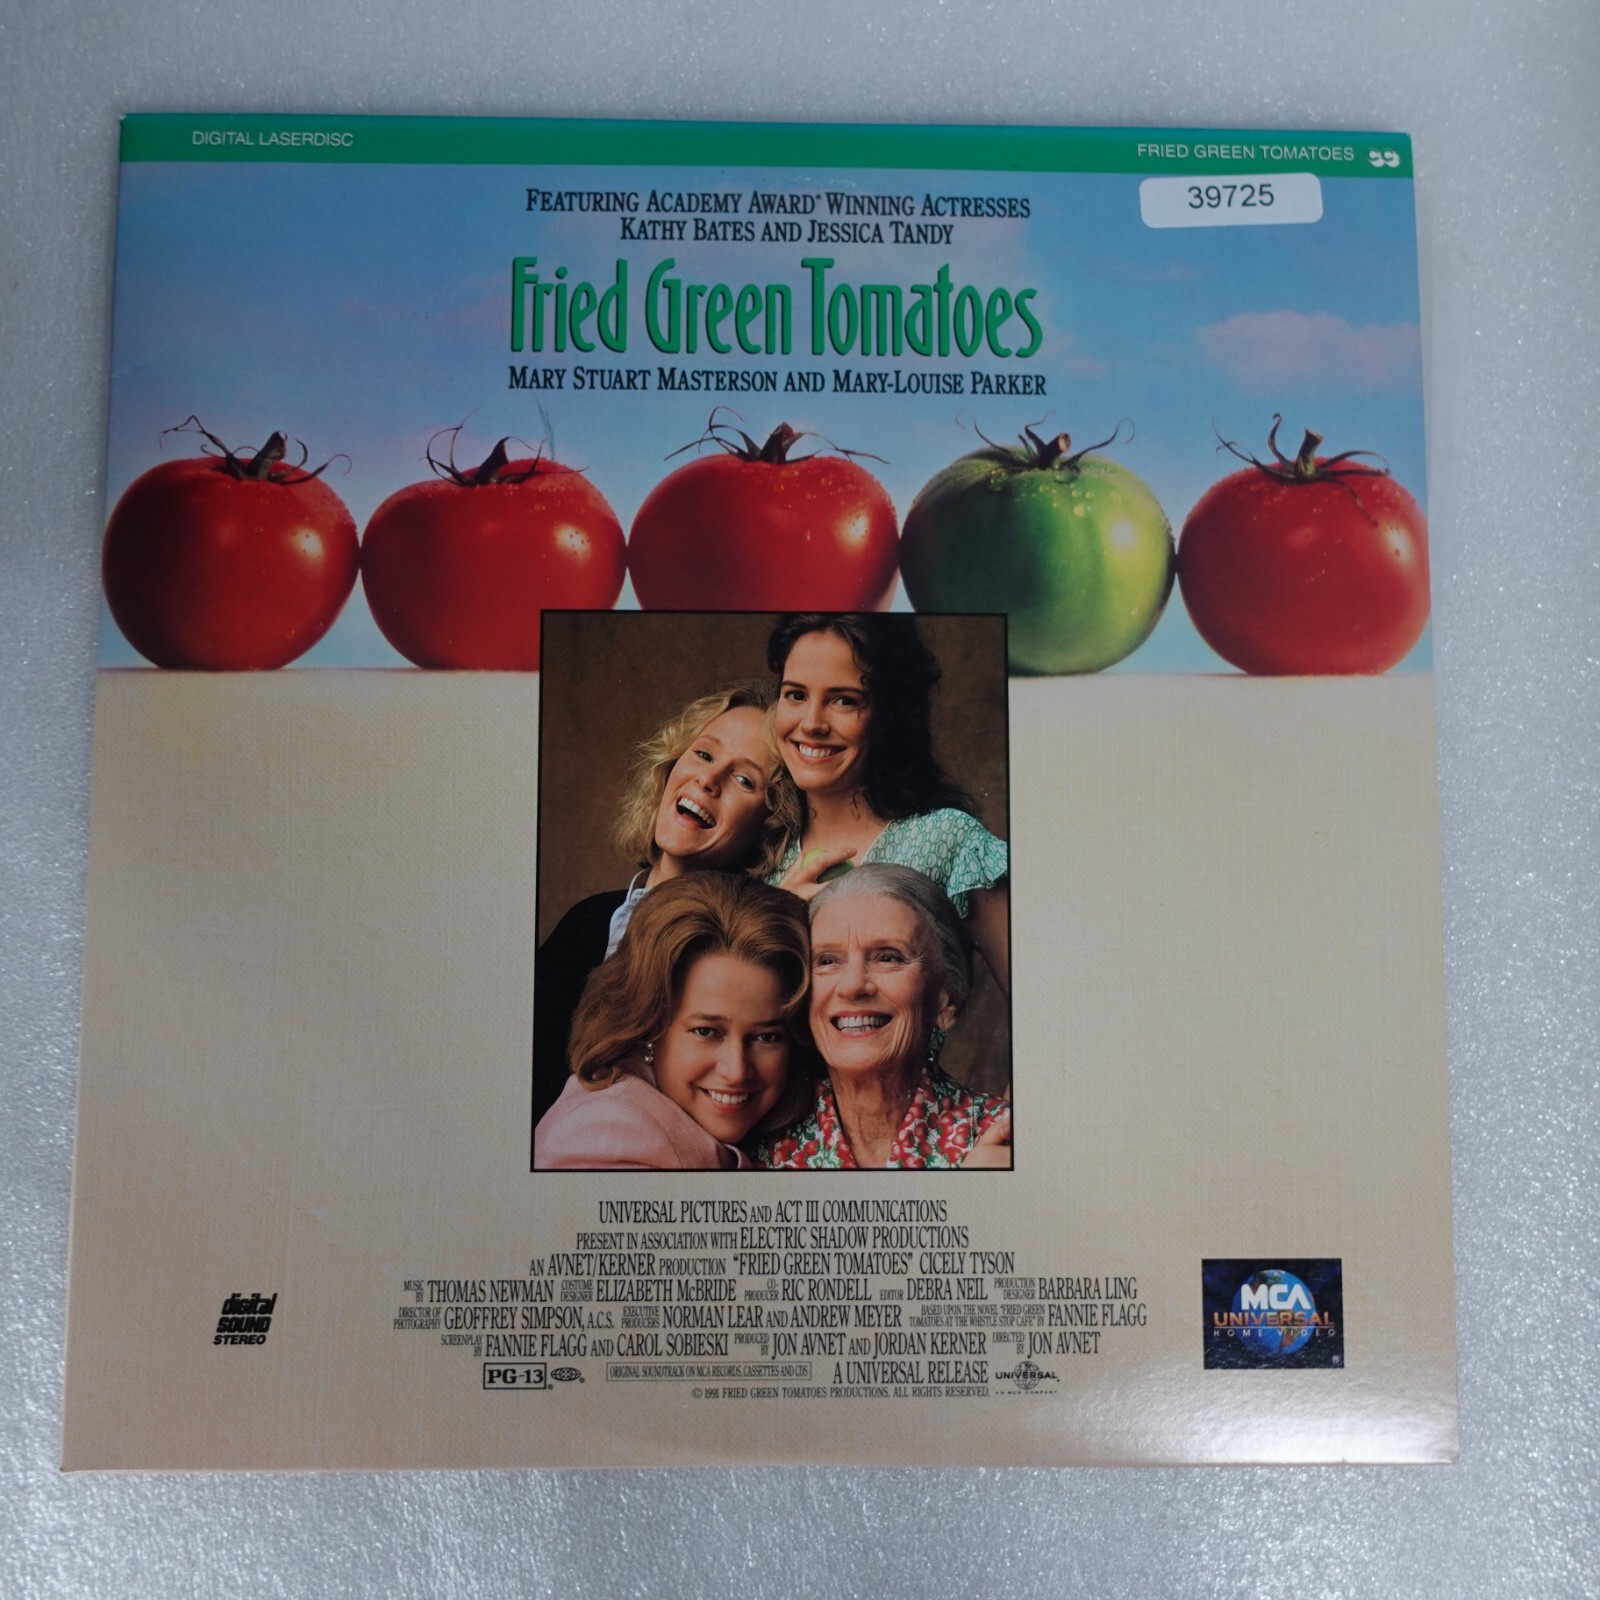 DIGITAL LASERDISC
FRIED GREEN TOMATOES CC
39725
FEATURING ACADEMY AWARD® WINNING ACTRESSES
KATHY BATES AND JESSICA TANDY
Fried Green Tomatoes
MARY STUART MASTERSON AND MARY-LOUISE PARKER
UNIVERSAL PICTURES AND ACT III COMMUNICATIONS
PRESENT IN ASSOCIATION WITH ELECTRIC SHADOW PRODUCTIONS
AN AVNET/KERNER PRODUCTION "FRIED GREEN TOMATOES" CICELY TYSON
MUSIC BY THOMAS NEWMAN COSTUME DESIGNER ELIZABETH McBRIDE CO-PRODUCER RIC RONDELL EDITOR DEBRA NEIL PRODUCTION DESIGNER BARBARA LING
DIRECTOR OF PHOTOGRAPHY GEOFFREY SIMPSON, A.C.S. EXECUTIVE PRODUCERS NORMAN LEAR AND ANDREW MEYER BASED UPON THE NOVEL "FRIED GREEN TOMATOES AT THE WHISTLE STOP CAFE" BY FANNIE FLAGG
SCREENPLAY BY FANNIE FLAGG AND CAROL SOBIESKI PRODUCED BY JON AVNET AND JORDAN KERNER DIRECTED BY JON AVNET
PG-13 ® ORIGINAL SOUNDTRACK ON MCA RECORDS, CASSETTES AND CDS A UNIVERSAL RELEASE UNIVERSAL
AN MCA COMPANY
© 1991 FRIED GREEN TOMATOES PRODUCTIONS. ALL RIGHTS RESERVED.
digital
SOUND
STEREO
MCA
UNIVERSAL
HOME VIDEO
®